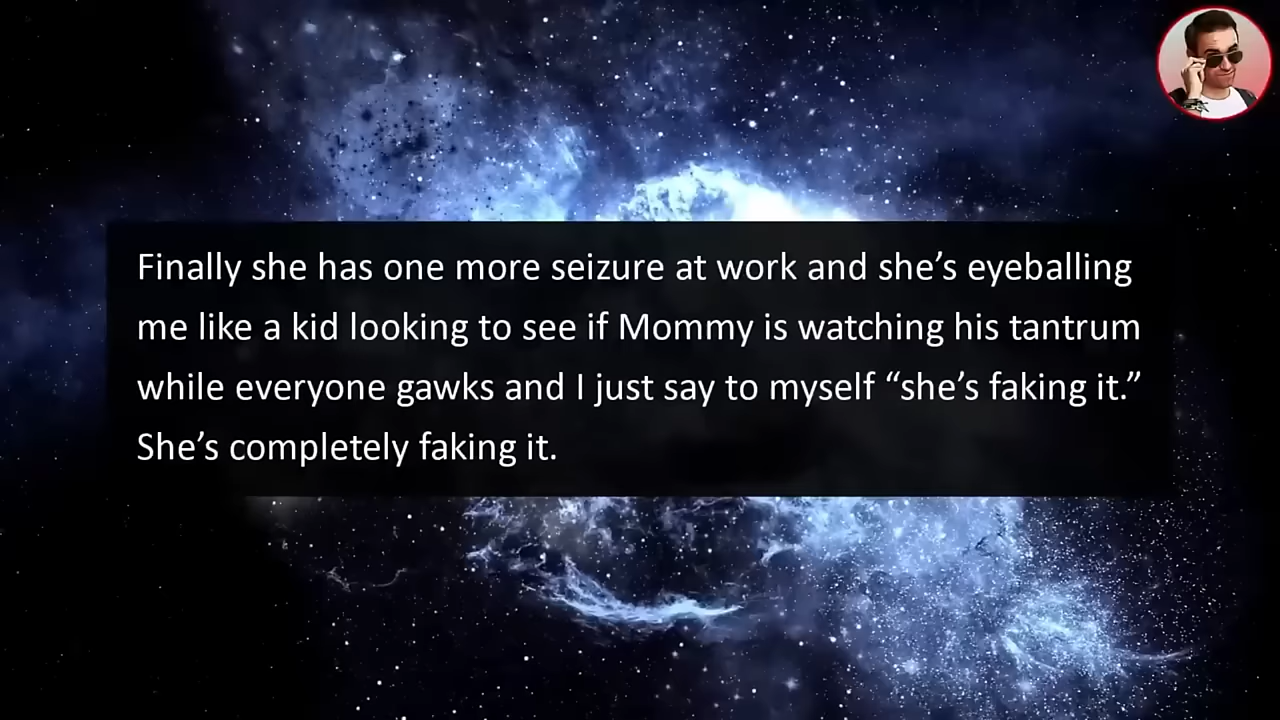 Finally she has one more seizure at work and she’s eyeballing
me like a kid looking to see if Mommy is watching his tantrum
while everyone gawks and I just say to myself “she’s faking it.”
She’s completely faking it.